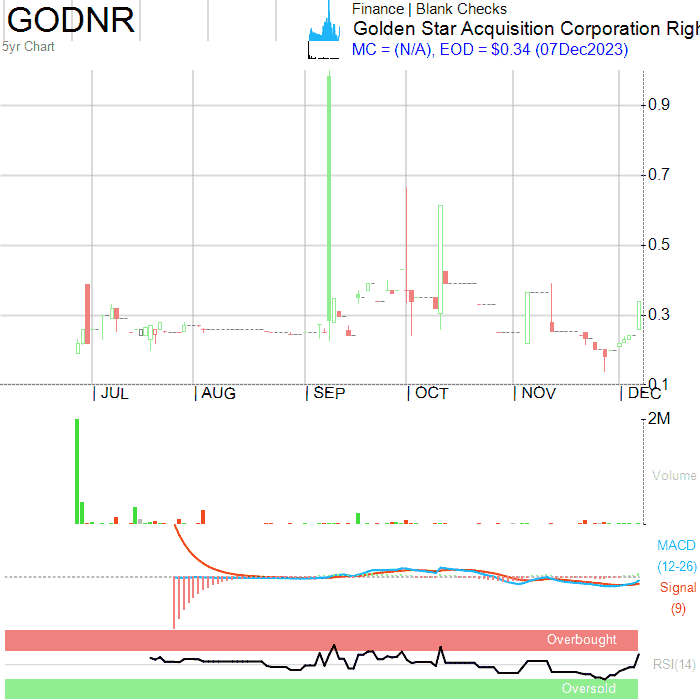 GODNR
5yr Chart
Finance | Blank Checks
Golden Star Acquisition Corporation Righ
MC = (N/A), EOD = $0.34 (07Dec2023)
0.9
0.7
0.5
0.3
0.1
JUL
AUG
SEP
OCT
NOV
DEC
2M
Volume
MACD
(12-26)
Signal
(9)
Overbought
RSI(14)
Oversold